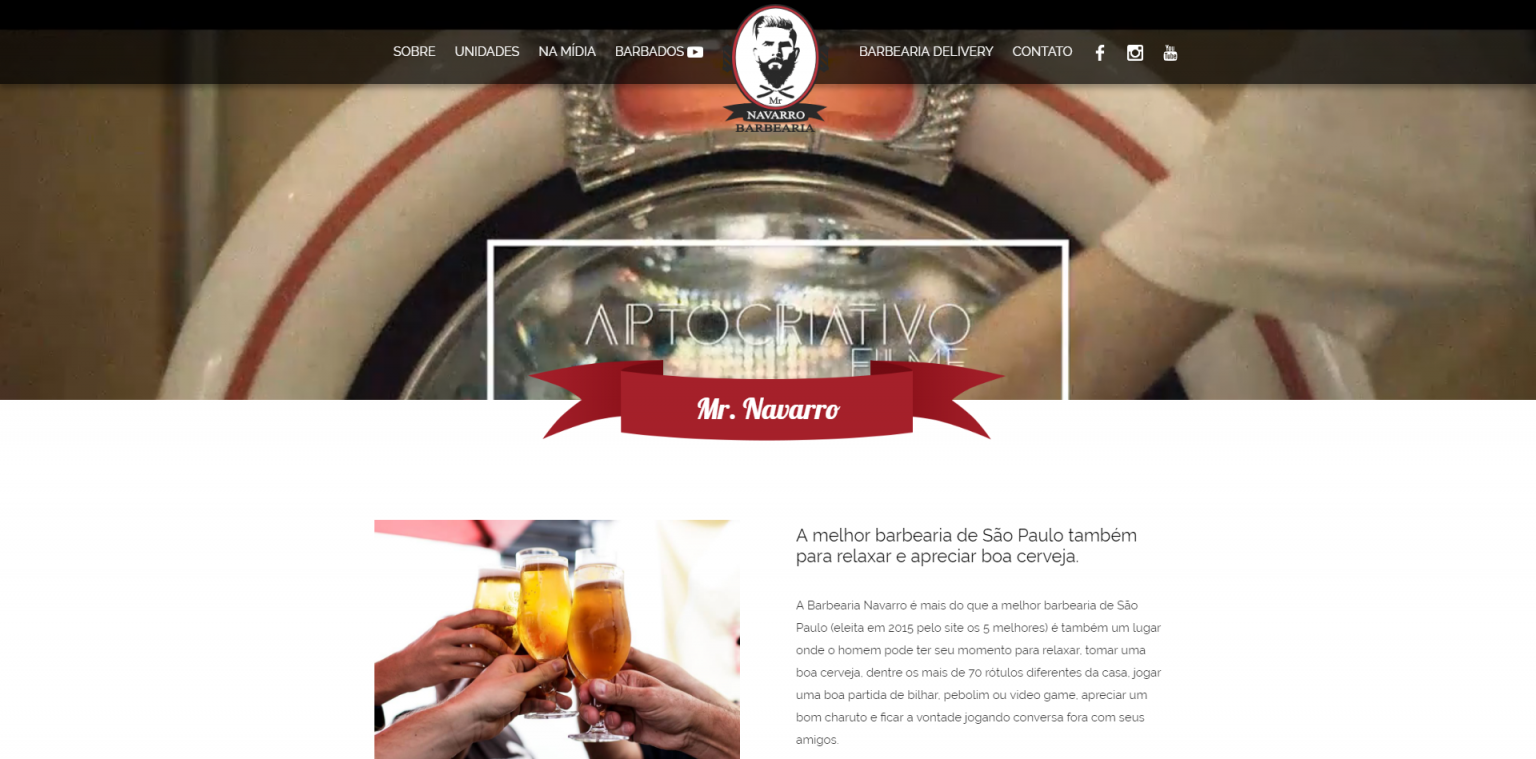 SOBRE UNIDADES NA MÍDIA BARBADOS BARBEARIA DELIVERY CONTATO
You
Tube
Mr
NAVARRO
BARBEARIA
APTOCRIATIVO
FILME
Mr. Navarro
A melhor barbearia de São Paulo também
para relaxar e apreciar boa cerveja.
A Barbearia Navarro é mais do que a melhor barbearia de São
Paulo (eleita em 2015 pelo site os 5 melhores) é também um lugar
onde o homem pode ter seu momento para relaxar, tomar uma
boa cerveja, dentre os mais de 70 rótulos diferentes da casa, jogar
uma boa partida de bilhar, pebolim ou video game, apreciar um
bom charuto e ficar a vontade jogando conversa fora com seus
amigos.